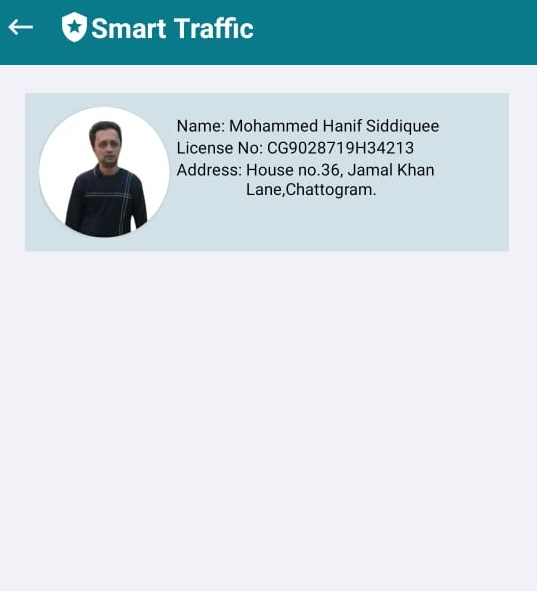 Smart Traffic
Name: Mohammed Hanif Siddiquee
License No: CG9028719H34213
Address: House no.36, Jamal Khan
Lane,Chattogram.